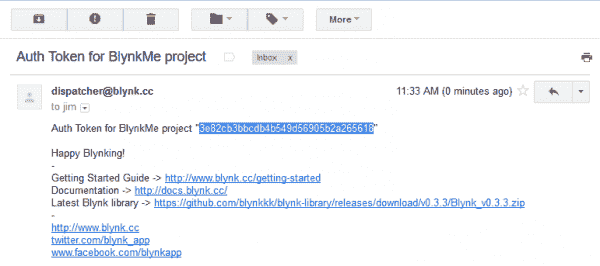 More
Auth Token for BlynkMe project
Inbox x
dispatcher@blynk.cc
11:33 AM (0 minutes ago)
to jim
Auth Token for BlynkMe project "3e82cb3bbcdb4b549d56905b2a265618"
Happy Blynking!
-
Getting Started Guide -> http://www.blynk.cc/getting-started
Documentation -> http://docs.blynk.cc/
Latest Blynk library -> https://github.com/blynkkk/blynk-library/releases/download/v0.3.3/Blynk_v0.3.3.zip
-
http://www.blynk.cc
twitter.com/blynk_app
www.facebook.com/blynkapp